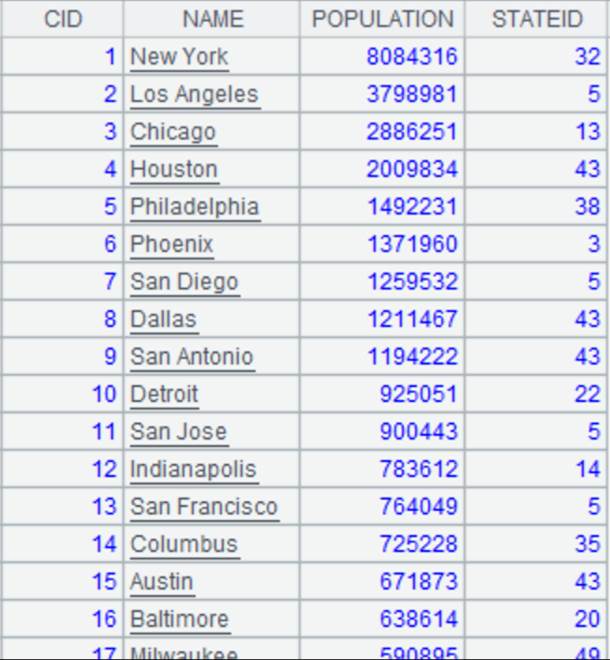 CID NAME POPULATION STATEID
1 New York 8084316 32
2 Los Angeles 3798981 5
3 Chicago 2886251 13
4 Houston 2009834 43
5 Philadelphia 1492231 38
6 Phoenix 1371960 3
7 San Diego 1259532 5
8 Dallas 1211467 43
9 San Antonio 1194222 43
10 Detroit 925051 22
11 San Jose 900443 5
12 Indianapolis 783612 14
13 San Francisco 764049 5
14 Columbus 725228 35
15 Austin 671873 43
16 Baltimore 638614 20
17 Milwaukee 590895 49